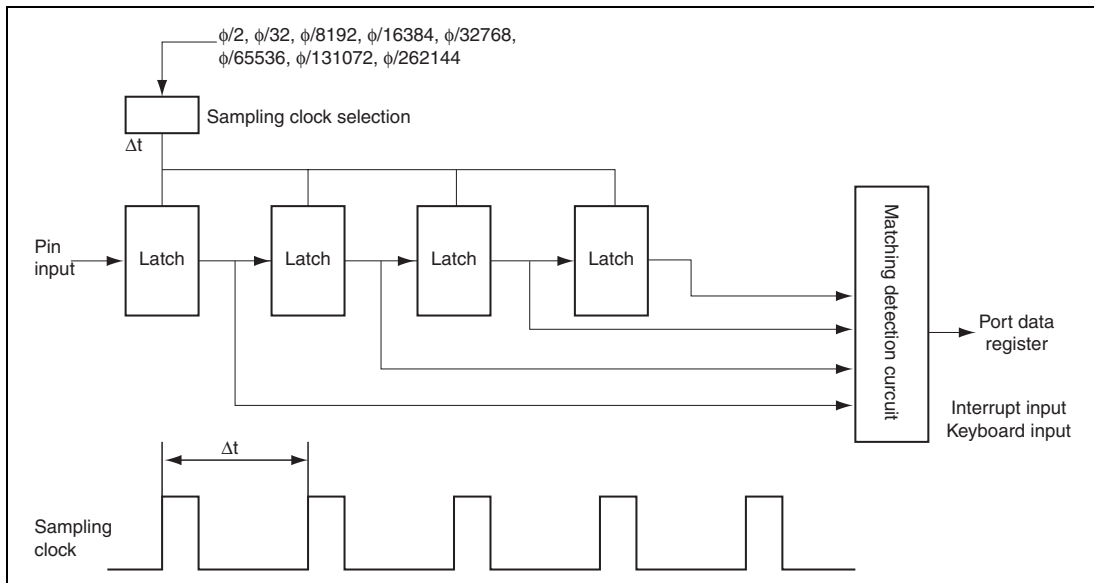 ϕ/2, ϕ/32, ϕ/8192, ϕ/16384, ϕ/32768,
ϕ/65536, ϕ/131072, ϕ/262144
Sampling clock selection
Δt
Pin
input
Latch
Latch
Latch
Latch
Matching detection curcuit
Port data
register
Interrupt input
Keyboard input
Δt
Sampling
clock